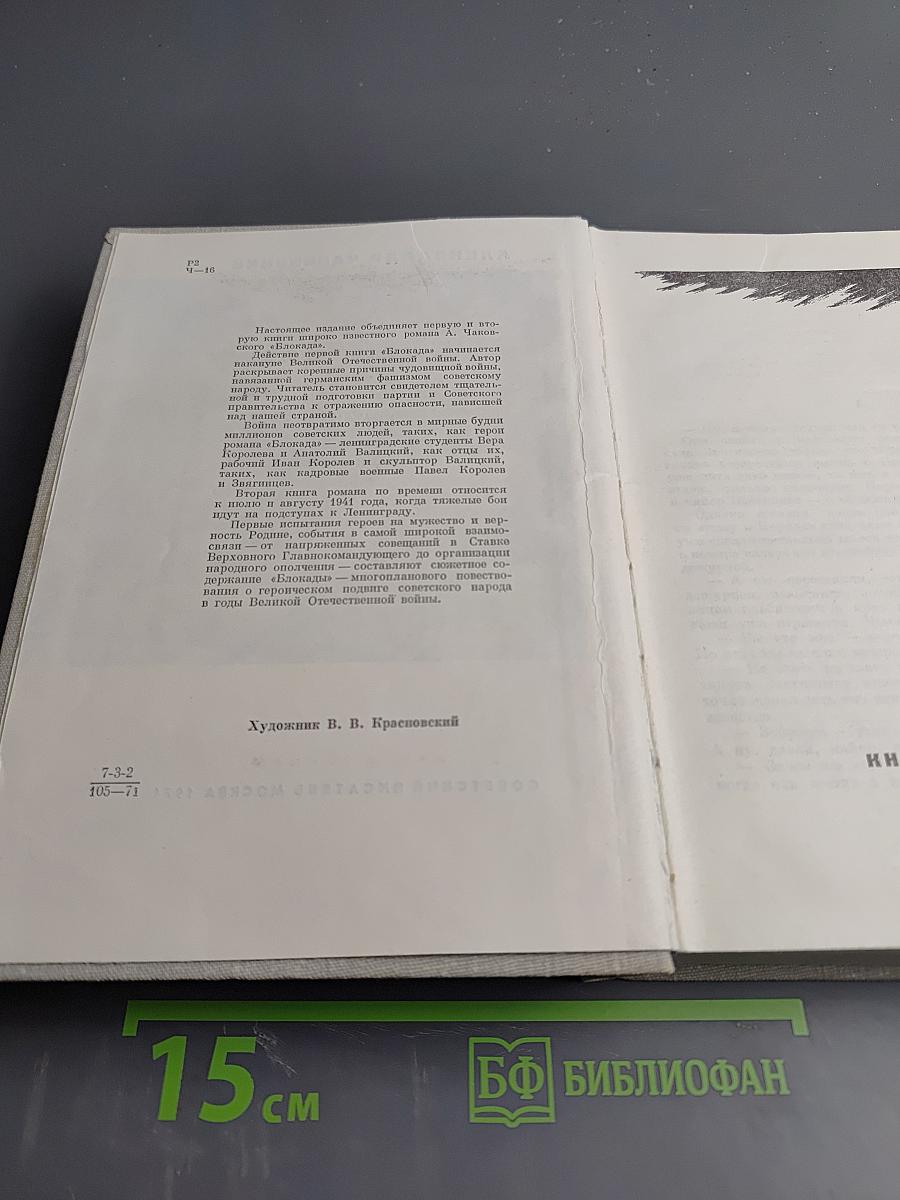 Р2
Ч—16
Настоящее издание объединяет первую и вто-
рую книги широко известного романа А. Чаков-
ского «Блокада».
Действие первой книги «Блокада» начинается
накануне Великой Отечественной войны. Автор
раскрывает коренные причины чудовищной войны,
навязанной германским фашизмом советскому
народу. Читатель становится свидетелем тщатель-
ной и трудной подготовки партии и Советского
правительства к отражению опасности, нависшей
над нашей страной.
Война неотвратимо вторгается в мирные будни
миллионов советских людей, таких, как герои
романа «Блокада» — ленинградские студенты Вера
Королева и Анатолий Валицкий, как отцы их,
рабочий Иван Королев и скульптор Валицкий,
таких, как кадровые военные Павел Королев
и Звягинцев.
Вторая книга романа по времени относится
к июлю и августу 1941 года, когда тяжелые бои
идут на подступах к Ленинграду.
Первые испытания героев на мужество и вер-
ность Родине, события в самой широкой взаимо-
связи — от напряженных совещаний в Ставке
Верховного Главнокомандующего до организации
народного ополчения — составляют сюжетное со-
держание «Блокады» — многопланового повество-
вания о героическом подвиге советского народа
в годы Великой Отечественной войны.
Художник В. В. Красновский
7-3-2
105—71
КН
15 см
БФ БИБЛИОФАН